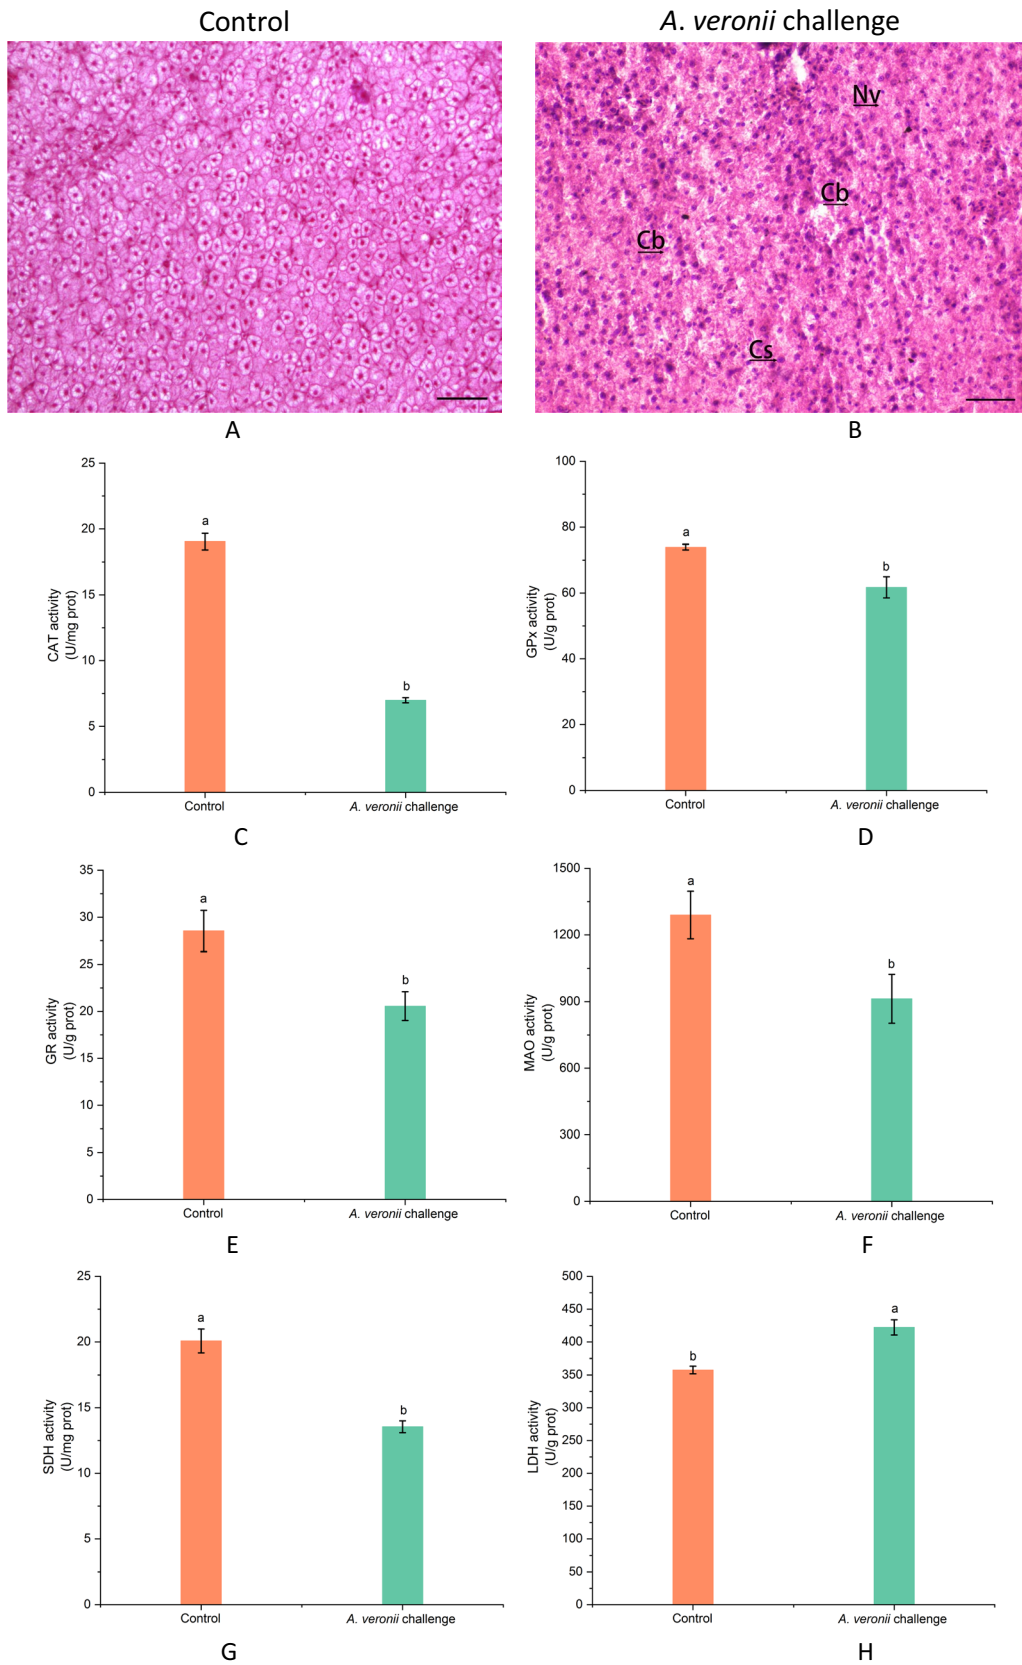 Control
A. veronii challenge
Nv
Cb
Cb
Cs
A
B
25
20
15
10
5
0
CAT activity
(U/mg prot)
a
b
Control
A. veronii challenge
C
100
80
60
40
20
0
GPx activity
(U/g prot)
a
b
Control
A. veronii challenge
D
35
30
25
20
15
10
5
0
GR activity
(U/g prot)
a
b
Control
A. veronii challenge
E
1500
1200
900
600
300
0
MAO activity
(U/g prot)
a
b
Control
A. veronii challenge
F
25
20
15
10
5
0
SDH activity
(U/mg prot)
a
b
Control
A. veronii challenge
G
500
450
400
350
300
250
200
150
100
50
0
LDH activity
(U/g prot)
b
a
Control
A. veronii challenge
H